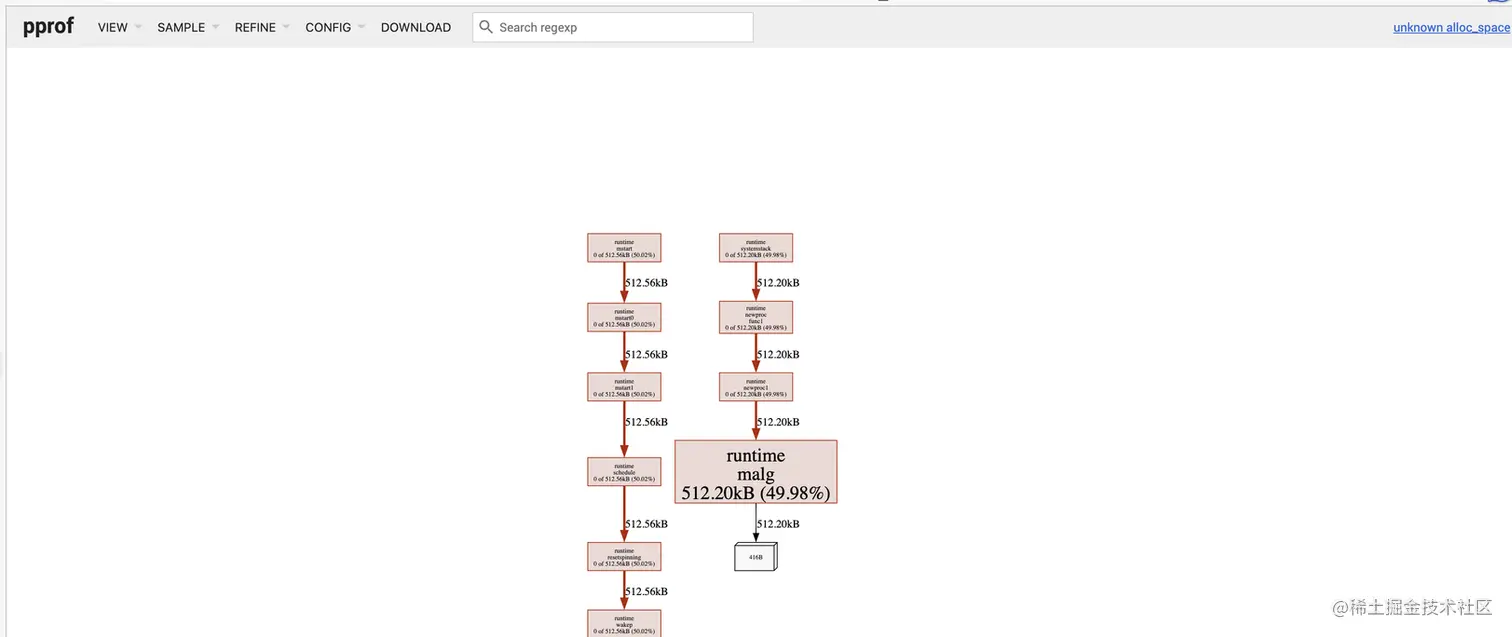 pprof VIEW SAMPLE REFINE CONFIG DOWNLOAD Search regexp unknown alloc_space
runtime
mstart
0 of 512.56kB (50.02%)
runtime
systemstack
0 of 512.20kB (49.98%)
512.56kB
512.20kB
runtime
mstart0
0 of 512.56kB (50.02%)
runtime
newproc
func1
0 of 512.20kB (49.98%)
512.56kB
512.20kB
runtime
mstart1
0 of 512.56kB (50.02%)
runtime
newproc1
0 of 512.20kB (49.98%)
512.56kB
512.20kB
runtime
schedule
0 of 512.56kB (50.02%)
runtime
malg
512.20kB (49.98%)
512.56kB
512.20kB
runtime
resetspinning
0 of 512.56kB (50.02%)
416B
512.56kB
runtime
wakep
0 of 512.56kB (50.02%)
@稀土掘金技术社区